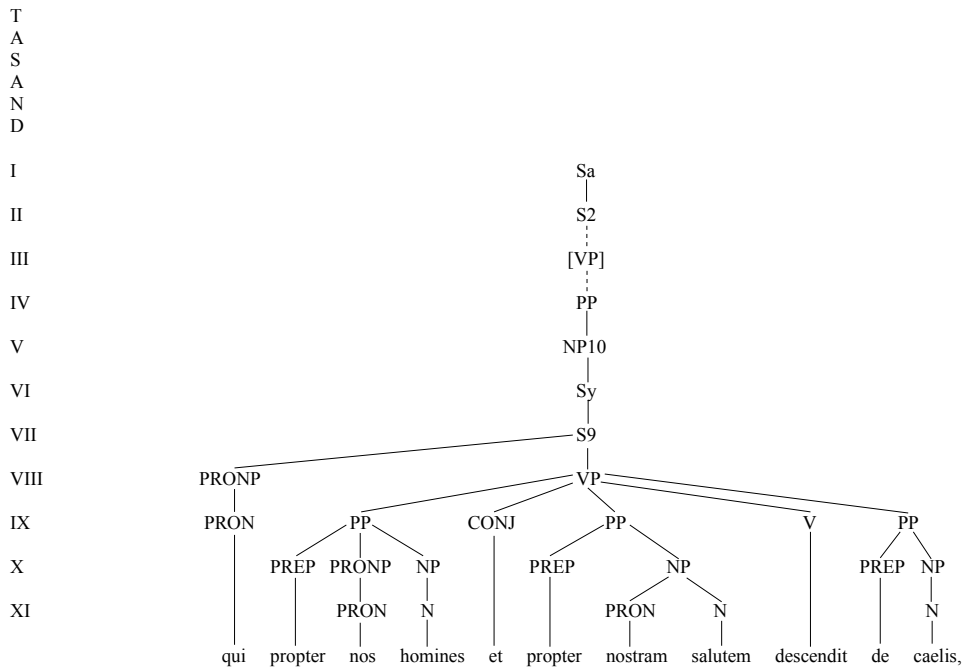 T
A
S
A
N
D
I Sa
II S2
III [VP]
IV PP
V NP10
VI Sy
VII S9
VIII PRONP VP
IX PRON PP CONJ PP V PP
X PREP PRONP NP PREP NP PREP NP
XI PRON N PRON N N
qui propter nos homines et propter nostram salutem descendit de caelis,